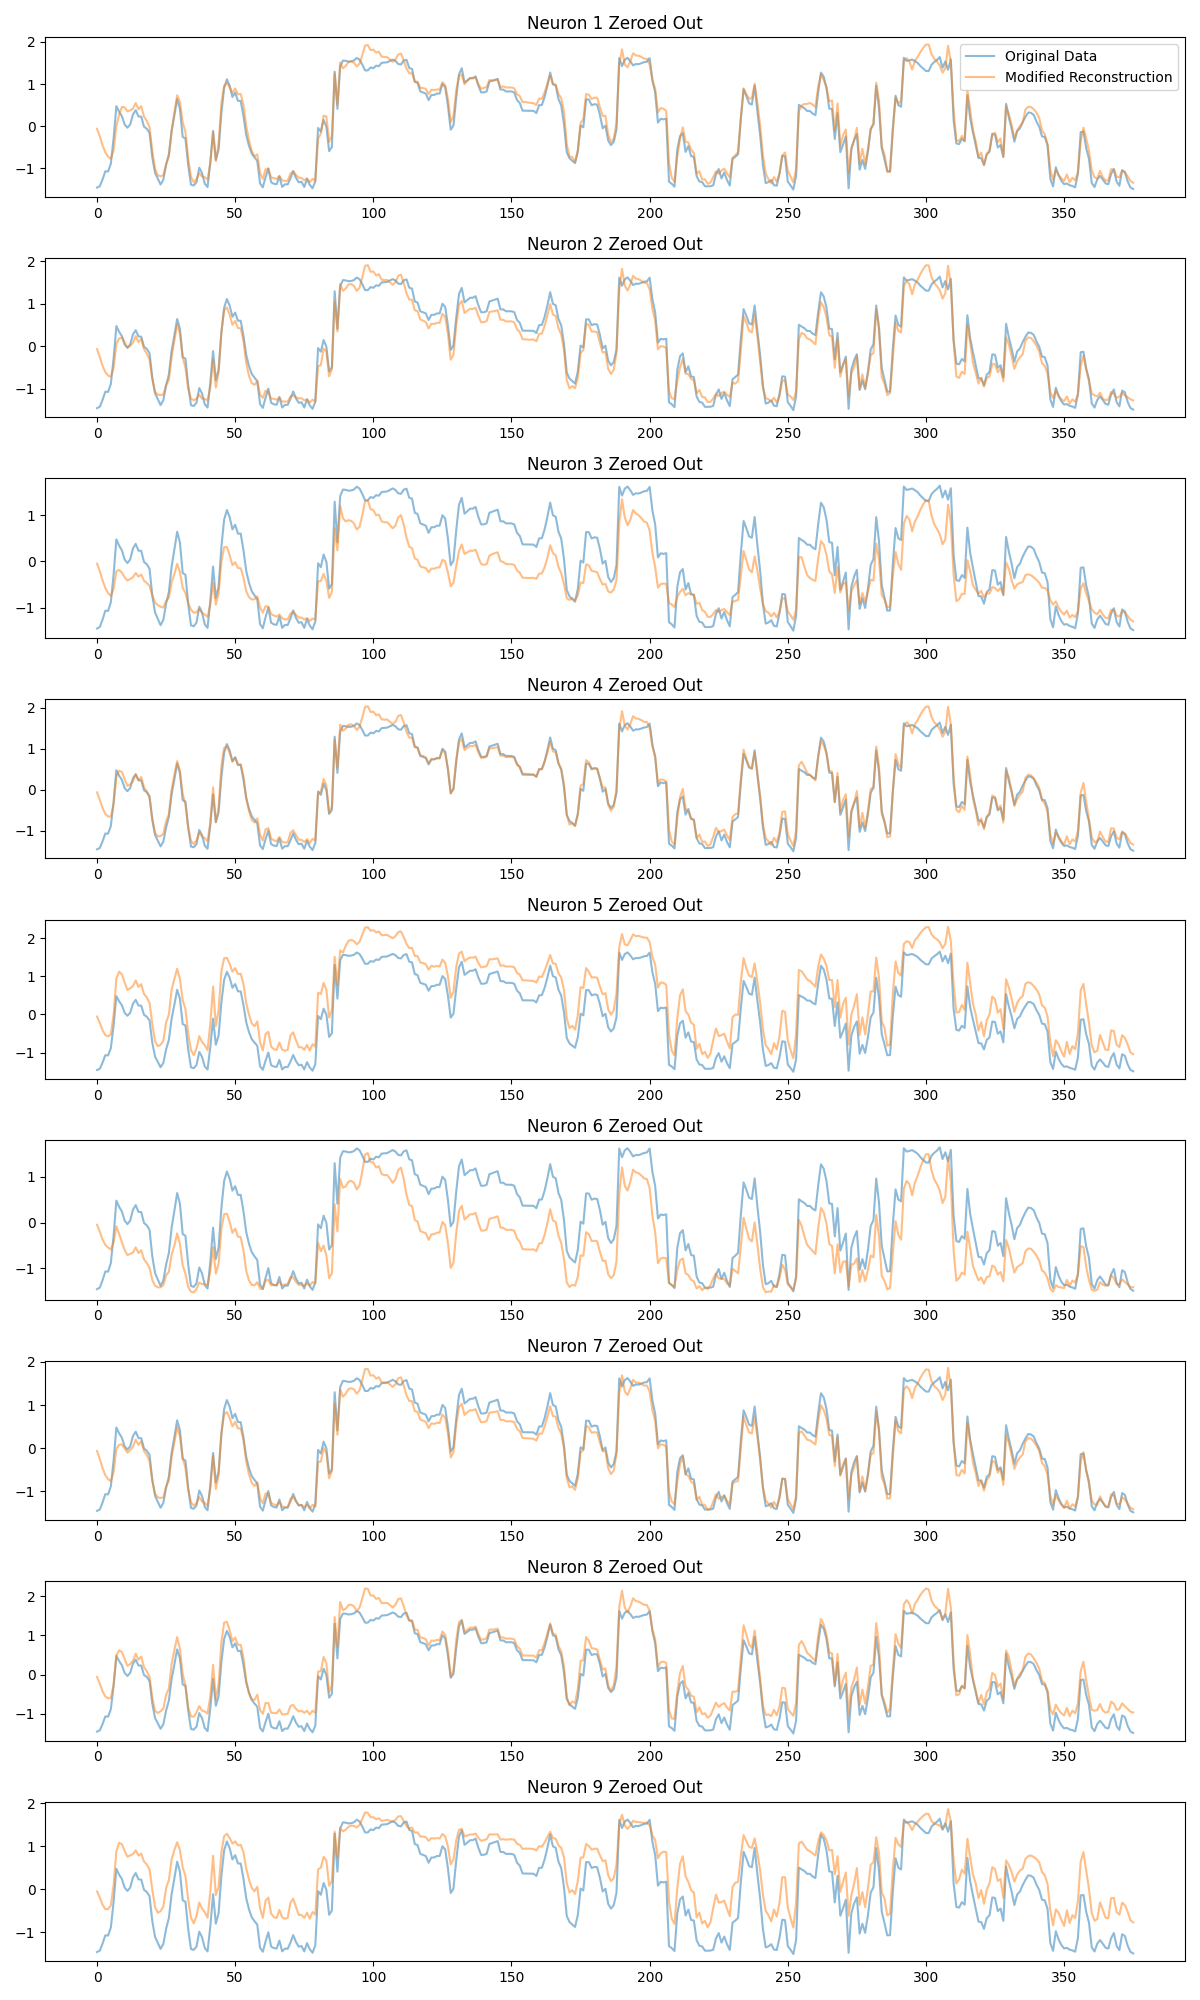 Neuron 1 Zeroed Out
2
1
0
−1
Original Data
Modified Reconstruction
0 50 100 150 200 250 300 350
Neuron 2 Zeroed Out
2
1
0
−1
0 50 100 150 200 250 300 350
Neuron 3 Zeroed Out
1
0
−1
0 50 100 150 200 250 300 350
Neuron 4 Zeroed Out
2
1
0
−1
0 50 100 150 200 250 300 350
Neuron 5 Zeroed Out
2
1
0
−1
0 50 100 150 200 250 300 350
Neuron 6 Zeroed Out
1
0
−1
0 50 100 150 200 250 300 350
Neuron 7 Zeroed Out
2
1
0
−1
0 50 100 150 200 250 300 350
Neuron 8 Zeroed Out
2
1
0
−1
0 50 100 150 200 250 300 350
Neuron 9 Zeroed Out
2
1
0
−1
0 50 100 150 200 250 300 350